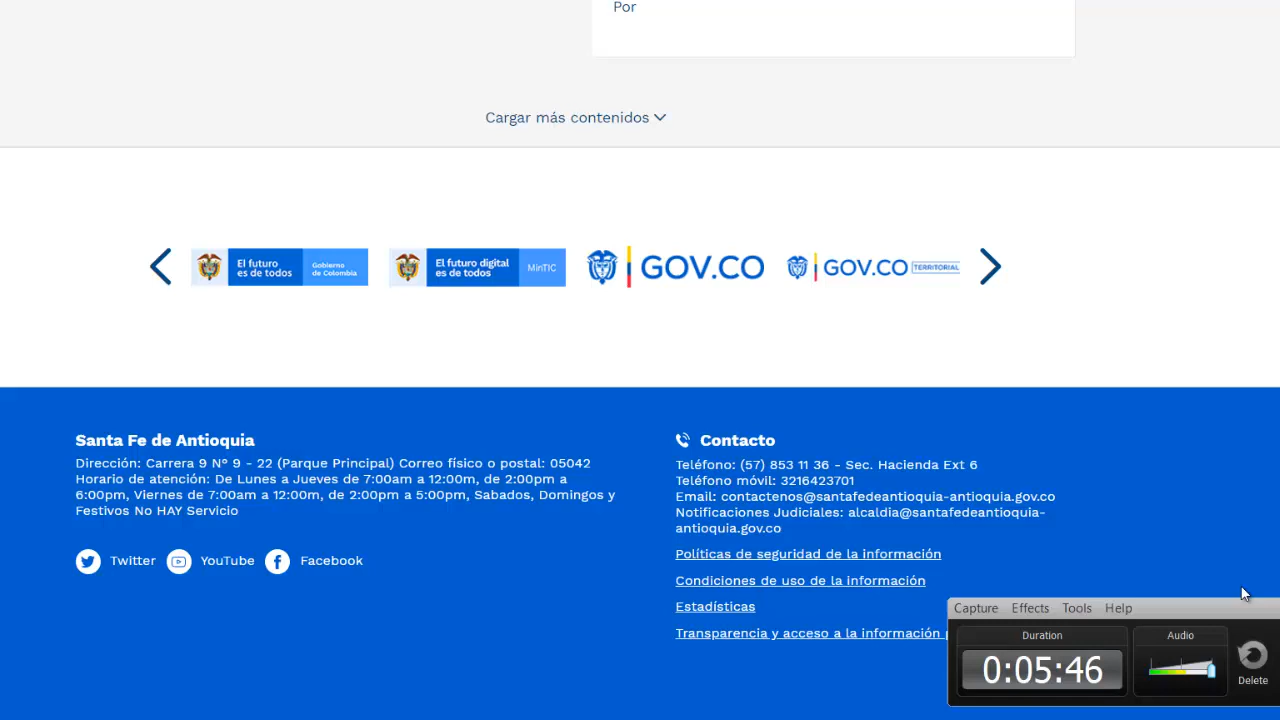 Por
Cargar más contenidos
El futuro es de todos
Gobierno de Colombia
El futuro digital es de todos
MinTIC
GOV.CO
GOV.CO TERRITORIAL
Santa Fe de Antioquia
Dirección: Carrera 9 N° 9 - 22 (Parque Principal) Correo físico o postal: 05042
Horario de atención: De Lunes a Jueves de 7:00am a 12:00m, de 2:00pm a
6:00pm, Viernes de 7:00am a 12:00m, de 2:00pm a 5:00pm, Sabados, Domingos y
Festivos No HAY Servicio
Twitter YouTube Facebook
Contacto
Teléfono: (57) 853 11 36 - Sec. Hacienda Ext 6
Teléfono móvil: 3216423701
Email: contactenos@santafedeantioquia-antioquia.gov.co
Notificaciones Judiciales: alcaldia@santafedeantioquia-
antioquia.gov.co
Políticas de seguridad de la información
Condiciones de uso de la información
Estadísticas
Transparencia y acceso a la información
Capture Effects Tools Help
Duration
0:05:46
Audio
Delete